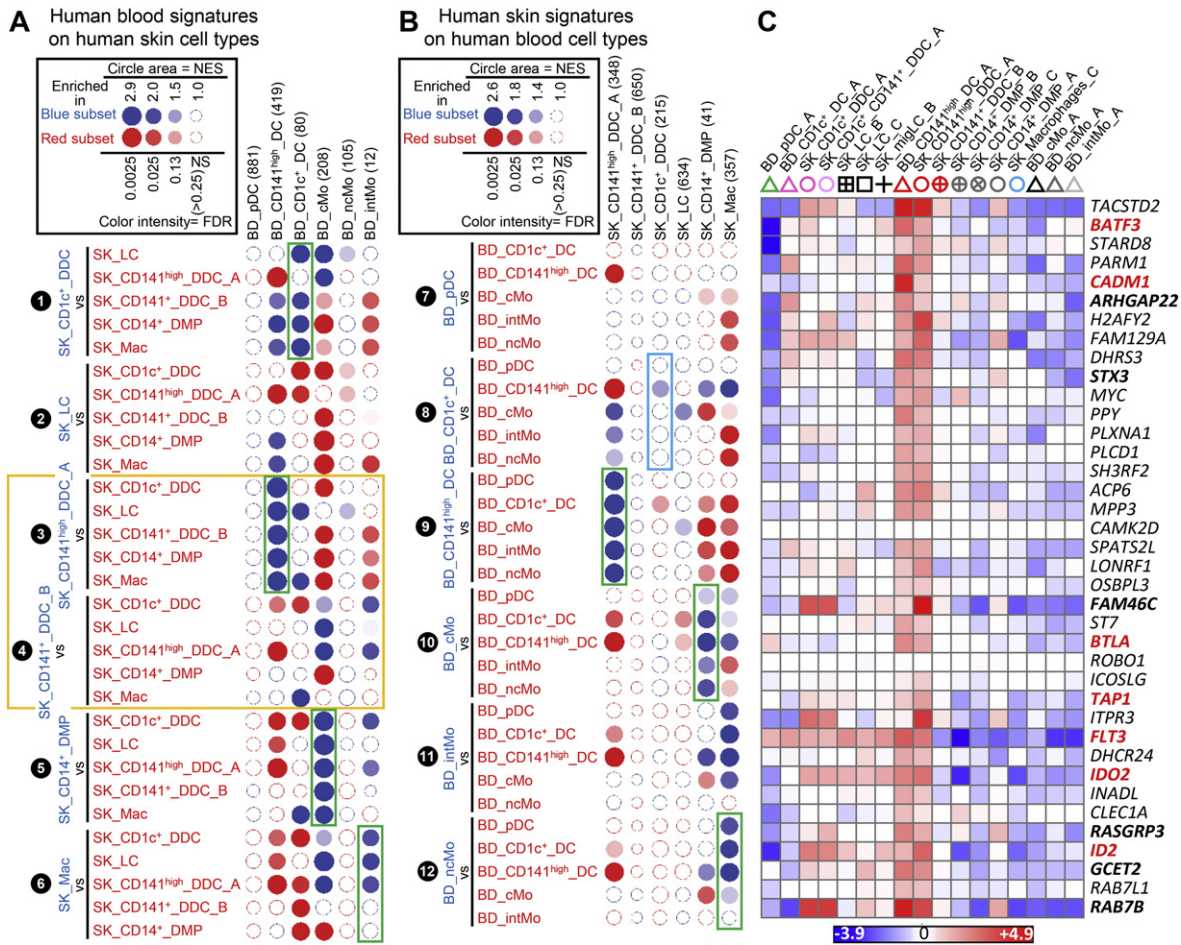 A
Human blood signatures
on human skin cell types
Circle area = NES
Enriched in
2.9 2.0 1.5 1.0
Blue subset
Red subset
0.0025 0.025 0.13 NS (>0.25)
Color intensity= FDR
BD_pDC (881)
BD_CD141high_DC (419)
BD_CD1c+_DC (80)
BD_cMo (208)
BD_ncMo (105)
BD_intMo (12)
1
SK_CD1c+_DDC
vs
SK_LC
SK_CD141high_DDC_A
SK_CD141+_DDC_B
SK_CD14+_DMP
SK_Mac
2
SK_LC
vs
SK_CD1c+_DDC
SK_CD141high_DDC_A
SK_CD141+_DDC_B
SK_CD14+_DMP
SK_Mac
3
SK_CD141high_DDC_A
vs
SK_CD1c+_DDC
SK_LC
SK_CD141+_DDC_B
SK_CD14+_DMP
SK_Mac
4
SK_CD141+_DDC_B
vs
SK_CD1c+_DDC
SK_LC
SK_CD141high_DDC_A
SK_CD14+_DMP
SK_Mac
5
SK_CD14+_DMP
vs
SK_CD1c+_DDC
SK_LC
SK_CD141high_DDC_A
SK_CD141+_DDC_B
SK_Mac
6
SK_Mac
vs
SK_CD1c+_DDC
SK_LC
SK_CD141high_DDC_A
SK_CD141+_DDC_B
SK_CD14+_DMP
B
Human skin signatures
on human blood cell types
Circle area = NES
Enriched in
2.6 1.8 1.4 1.0
Blue subset
Red subset
0.0025 0.025 0.13 NS (>0.25)
Color intensity= FDR
SK_CD141high_DDC_A (348)
SK_CD141+_DDC_B (650)
SK_CD1c+_DDC (215)
SK_LC (634)
SK_CD14+_DMP (41)
SK_Mac (357)
7
BD_pDC
vs
BD_CD1c+_DC
BD_CD141high_DC
BD_cMo
BD_intMo
BD_ncMo
8
BD_CD1c+_DC
vs
BD_pDC
BD_CD141high_DC
BD_cMo
BD_intMo
BD_ncMo
9
BD_CD141high_DC
vs
BD_pDC
BD_CD1c+_DC
BD_cMo
BD_intMo
BD_ncMo
10
BD_cMo
vs
BD_pDC
BD_CD1c+_DC
BD_CD141high_DC
BD_intMo
BD_ncMo
11
BD_intMo
vs
BD_pDC
BD_CD1c+_DC
BD_CD141high_DC
BD_cMo
BD_ncMo
12
BD_ncMo
vs
BD_pDC
BD_CD1c+_DC
BD_CD141high_DC
BD_cMo
BD_intMo
C
BD_pDC_A
BD_CD1c+_DC_A
SK_CD1c+_DDC_A
SK_CD1c+_CD141+_DDC_A
SK_LC_B
SK_LC_C
SK_migLC_B
BD_CD141high_DC_A
SK_CD141high_DDC_A
SK_CD141+_DDC_B
SK_CD14+_DMP_B
SK_CD14+_DMP_C
SK_CD14+_DMP_A
SK_Macrophages_C
BD_cMo_A
BD_ncMo_A
BD_intMo_A
TACSTD2
BATF3
STARD8
PARM1
CADM1
ARHGAP22
H2AFY2
FAM129A
DHRS3
STX3
MYC
PPY
PLXNA1
PLCD1
SH3RF2
ACP6
MPP3
CAMK2D
SPATS2L
LONRF1
OSBPL3
FAM46C
ST7
BTLA
ROBO1
ICOSLG
TAP1
ITPR3
FLT3
DHCR24
IDO2
INADL
CLEC1A
RASGRP3
ID2
GCET2
RAB7L1
RAB7B
-3.9 0 +4.9